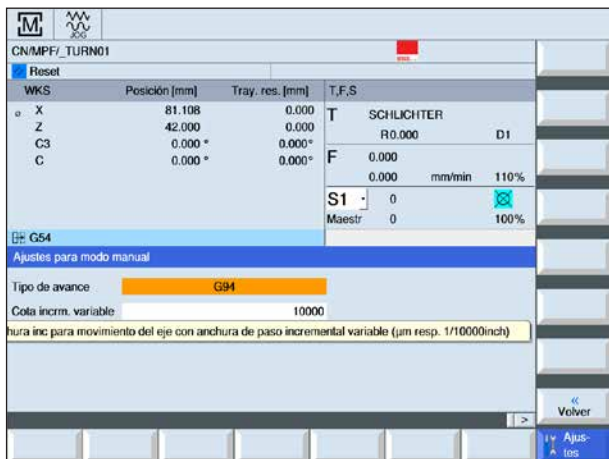 M JOG
CN/MPF/_TURN01
Reset
WKS Posición [mm] Tray. res. [mm] T,F,S
X 81.108 0.000 T SCHLICHTER
Z 42.000 0.000 R0.000 D1
C3 0.000 ° 0.000°
C 0.000 ° 0.000° F 0.000
0.000 mm/min 110%
S1 0
Maestr 0 100%
G54
Ajustes para modo manual
Tipo de avance G94
Cota incrm. variable 10000
hura inc para movimiento del eje con anchura de paso incremental variable (µm resp. 1/10000inch)
«
Volver
>
Ajus-
tes